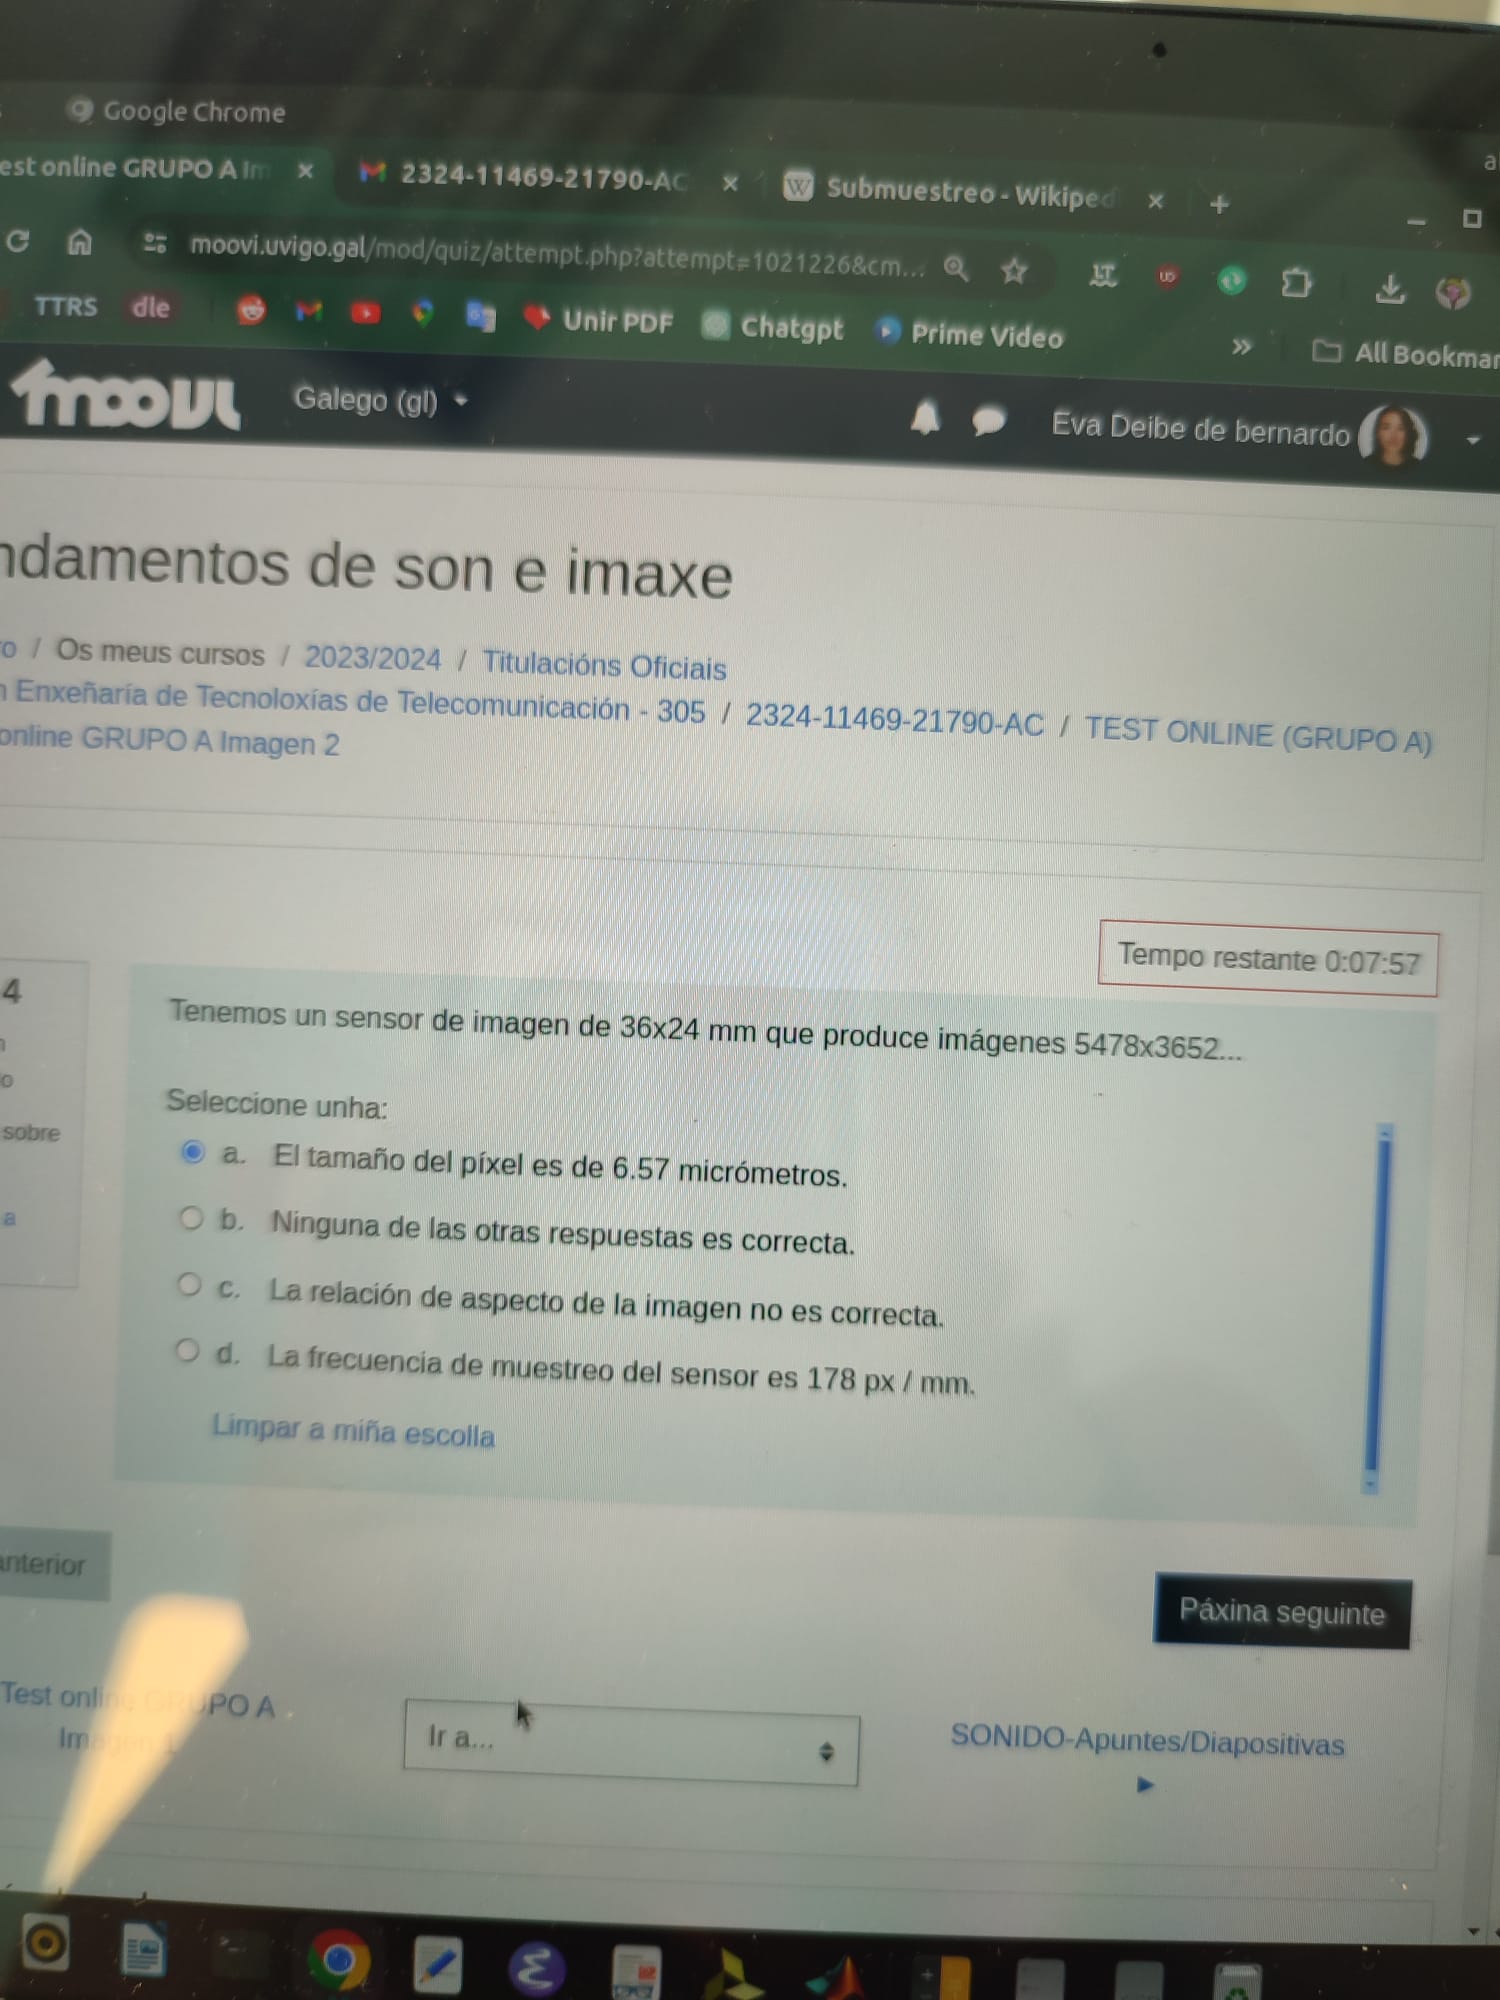 Google Chrome
est online GRUPO A Im
2324-11469-21790-AC
Submuestreo - Wikiped
moovi.uvigo.gal/mod/quiz/attempt.php?attempt=1021226&cm...
TTRS dle Unir PDF Chatgpt Prime Video » All Bookmar
moovi Galego (gl) Eva Deibe de bernardo
ndamentos de son e imaxe
o / Os meus cursos / 2023/2024 / Titulacións Oficiais
n Enxeñaría de Tecnoloxías de Telecomunicación - 305 / 2324-11469-21790-AC / TEST ONLINE (GRUPO A)
online GRUPO A Imagen 2
Tempo restante 0:07:57
4
o
sobre
a
Tenemos un sensor de imagen de 36x24 mm que produce imágenes 5478x3652...
Seleccione unha:
a. El tamaño del píxel es de 6.57 micrómetros.
b. Ninguna de las otras respuestas es correcta.
c. La relación de aspecto de la imagen no es correcta.
d. La frecuencia de muestreo del sensor es 178 px / mm.
Limpar a miña escolla
anterior
Páxina seguinte
Test online GRUPO A
Imagen 1
Ir a...
SONIDO-Apuntes/Diapositivas